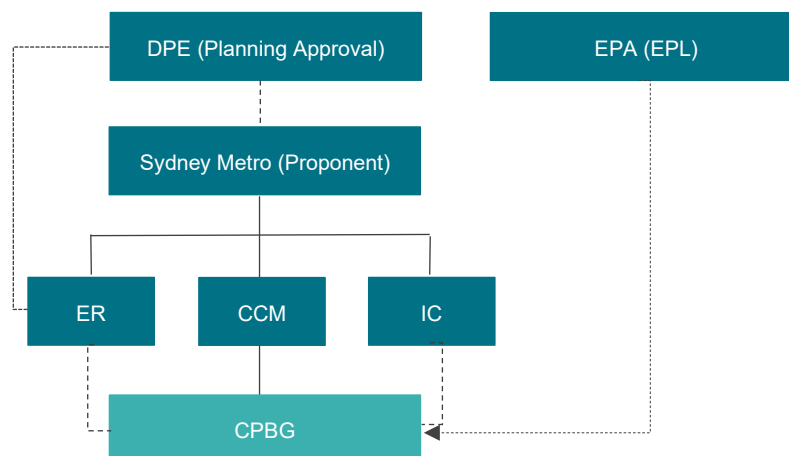 DPE (Planning Approval)
EPA (EPL)
Sydney Metro (Proponent)
ER
CCM
IC
CPBG